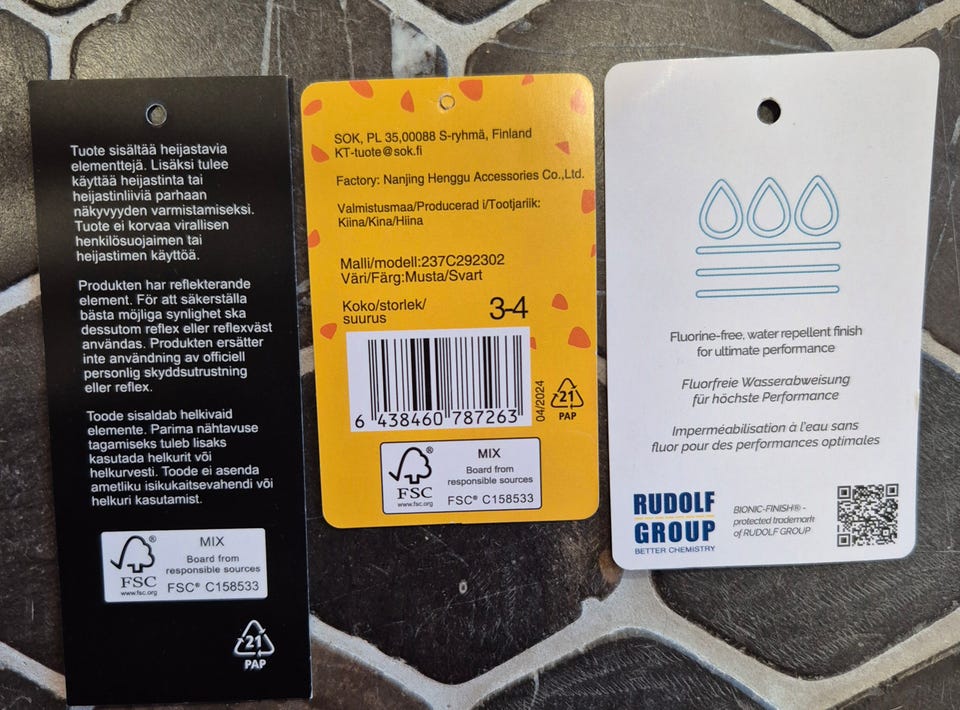 Tuote sisältää heijastavia
elementtejä. Lisäksi tulee
käyttää heijastinta tai
heijastinliiviä parhaan
näkyvyyden varmistamiseksi.
Tuote ei korvaa virallisen
henkilösuojaimen tai
heijastimen käyttöä.
Produkten har reflekterande
element. För att säkerställa
bästa möjliga synlighet ska
dessutom reflex eller reflexväst
användas. Produkten ersätter
inte användning av officiell
personlig skyddsutrustning
eller reflex.
Toode sisaldab helkivaid
elemente. Parima nähtavuse
tagamiseks tuleb lisaks
kasutada helkurit või
helkurvesti. Toode ei asenda
ametliku isikukaitsevahendi või
helkuri kasutamist.
FSC
www.fsc.org
MIX
Board from
responsible sources
FSC® C158533
21
PAP
SOK, PL 35,00088 S-ryhmä, Finland
KT-tuote@sok.fi
Factory: Nanjing Henggu Accessories Co.,Ltd.
Valmistusmaa/Producerad i/Tootjariik:
Kiina/Kina/Hiina
Malli/modell:237C292302
Väri/Färg:Musta/Svart
Koko/storlek/
suurus
3-4
6 438460 787263
04/2024
21
PAP
FSC
www.fsc.org
MIX
Board from
responsible sources
FSC® C158533
Fluorine-free, water repellent finish
for ultimate performance
Fluorfreie Wasserabweisung
für höchste Performance
Imperméabilisation à l'eau sans
fluor pour des performances optimales
RUDOLF
GROUP
BETTER CHEMISTRY
BIONIC-FINISH® -
protected trademark
of RUDOLF GROUP